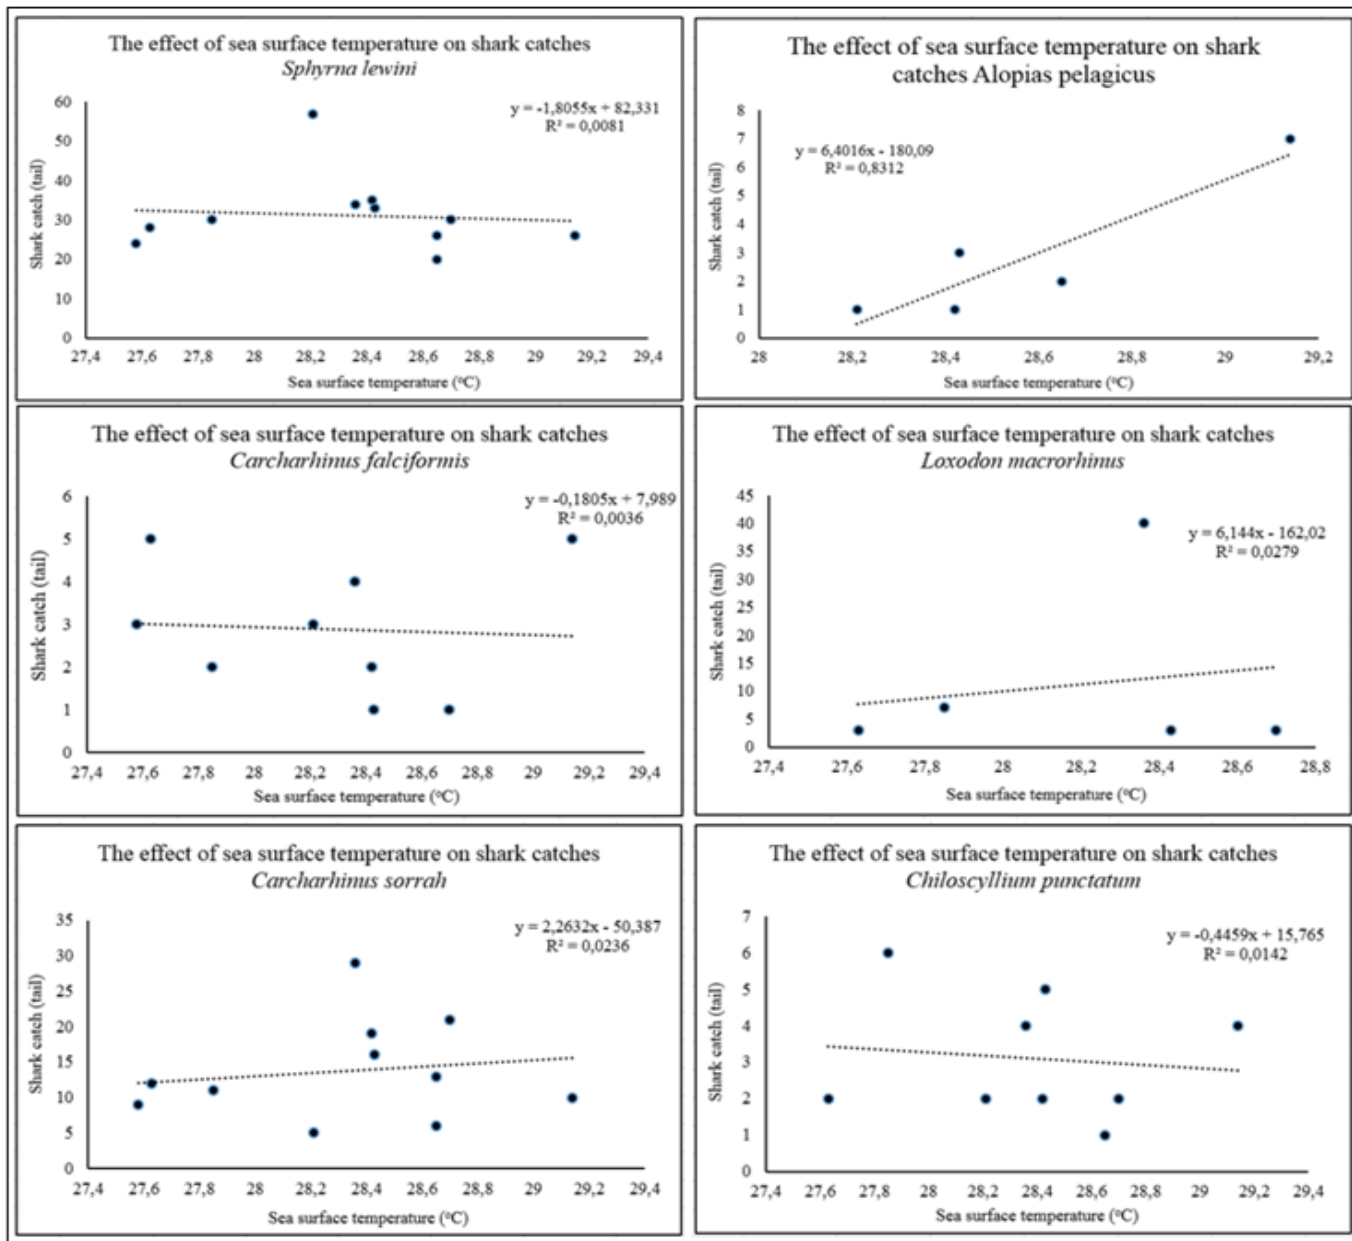 The effect of sea surface temperature on shark catches
Sphyrna lewini
y = -1,8055x + 82,331
R² = 0,0081
Shark catch (tail)
60
50
40
30
20
10
0
27,4 27,6 27,8 28 28,2 28,4 28,6 28,8 29 29,2 29,4
Sea surface temperature (⁰C)
The effect of sea surface temperature on shark
catches Alopias pelagicus
y = 6,4016x - 180,09
R² = 0,8312
Shark catch (tail)
8
7
6
5
4
3
2
1
0
28 28,2 28,4 28,6 28,8 29 29,2
Sea surface temperature (⁰C)
The effect of sea surface temperature on shark catches
Carcharhinus falciformis
y = -0,1805x + 7,989
R² = 0,0036
Shark catch (tail)
6
5
4
3
2
1
0
27,4 27,6 27,8 28 28,2 28,4 28,6 28,8 29 29,2 29,4
Sea surface temperature (⁰C)
The effect of sea surface temperature on shark catches
Loxodon macrorhinus
y = 6,144x - 162,02
R² = 0,0279
Shark catch (tail)
45
40
35
30
25
20
15
10
5
0
27,4 27,6 27,8 28 28,2 28,4 28,6 28,8
Sea surface temperature (⁰C)
The effect of sea surface temperature on shark catches
Carcharhinus sorrah
y = 2,2632x - 50,387
R² = 0,0236
Shark catch (tail)
35
30
25
20
15
10
5
0
27,4 27,6 27,8 28 28,2 28,4 28,6 28,8 29 29,2 29,4
Sea surface temperature (⁰C)
The effect of sea surface temperature on shark catches
Chiloscyllium punctatum
y = -0,4459x + 15,765
R² = 0,0142
Shark catch (tail)
7
6
5
4
3
2
1
0
27,4 27,6 27,8 28 28,2 28,4 28,6 28,8 29 29,2 29,4
Sea surface temperature (⁰C)